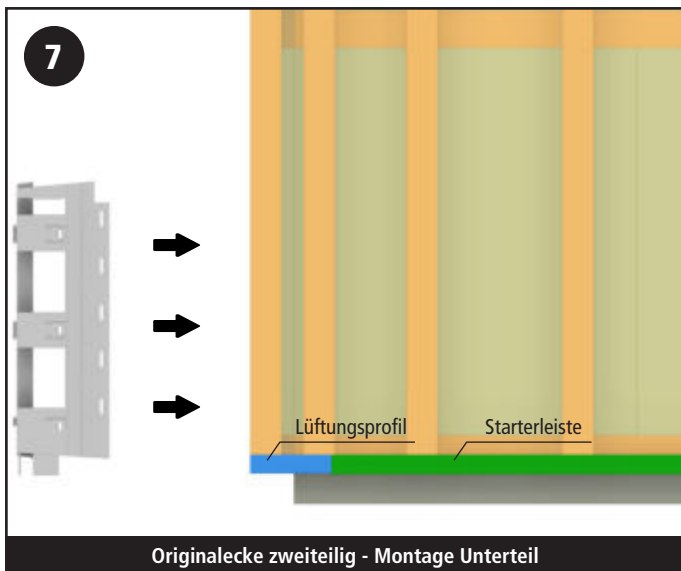 7
Lüftungsprofil
Starterleiste
Originalecke zweiteilig - Montage Unterteil